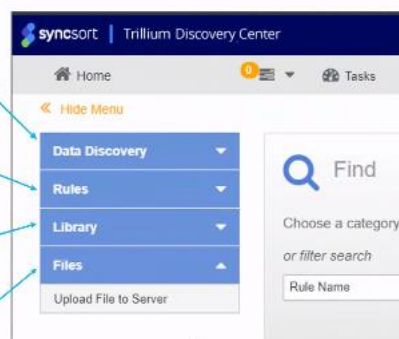 syncsort | Trillium Discovery Center
Home
0
Tasks
« Hide Menu
Data Discovery
Rules
Library
Files
Upload File to Server
Find
Choose a category
or filter search
Rule Name